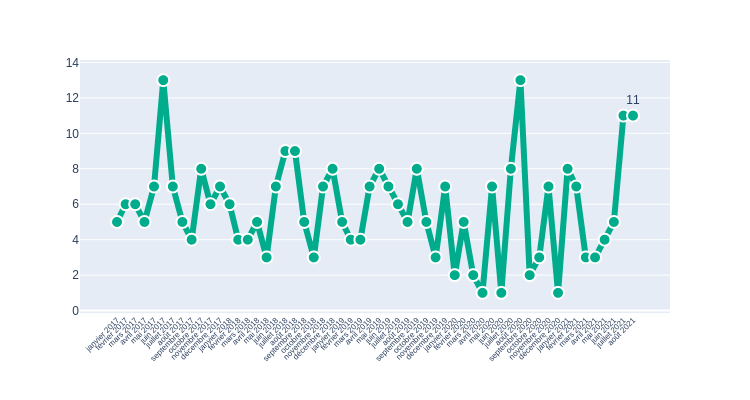 14
12
10
8
6
4
2
0
11
janvier 2017
février 2017
mars 2017
avril 2017
mai 2017
juin 2017
juillet 2017
août 2017
septembre 2017
octobre 2017
novembre 2017
décembre 2017
janvier 2018
février 2018
mars 2018
avril 2018
mai 2018
juin 2018
juillet 2018
août 2018
septembre 2018
octobre 2018
novembre 2018
décembre 2018
janvier 2019
février 2019
mars 2019
avril 2019
mai 2019
juin 2019
juillet 2019
août 2019
septembre 2019
octobre 2019
novembre 2019
décembre 2019
janvier 2020
février 2020
mars 2020
avril 2020
mai 2020
juin 2020
juillet 2020
août 2020
septembre 2020
octobre 2020
novembre 2020
décembre 2020
janvier 2021
février 2021
mars 2021
avril 2021
mai 2021
juin 2021
juillet 2021
août 2021